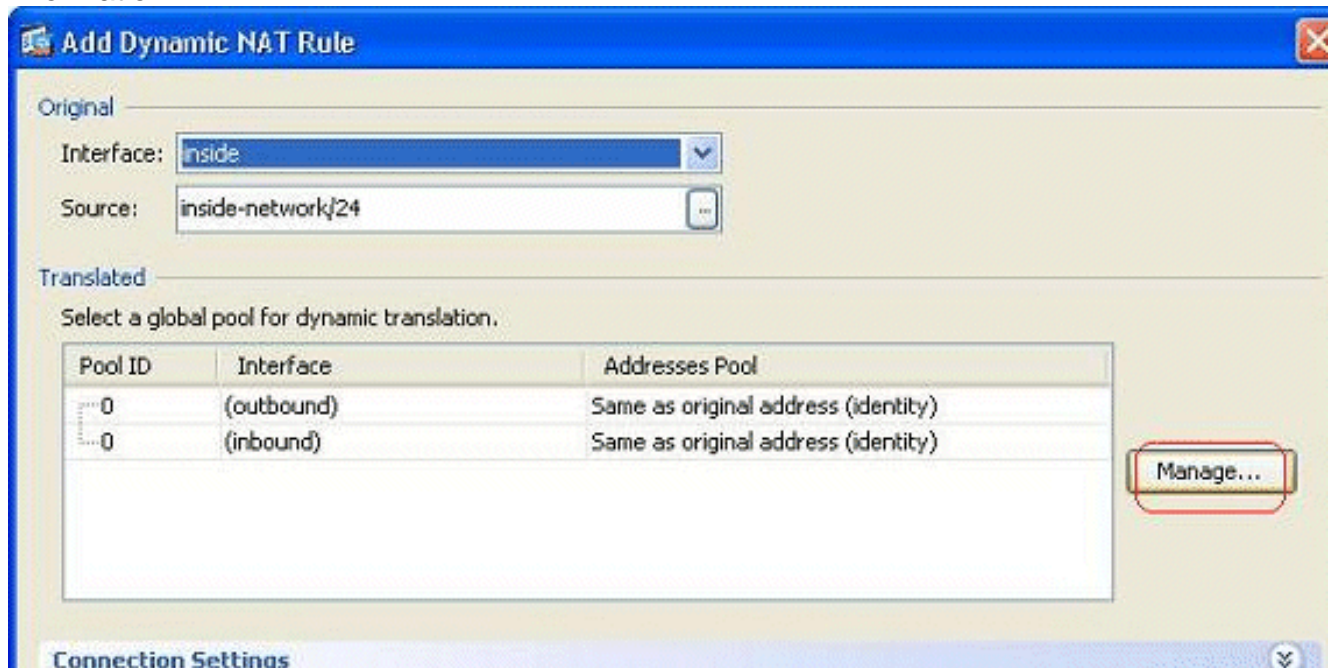 Add Dynamic NAT Rule
Original
Interface: inside
Source: inside-network/24
...
Translated
Select a global pool for dynamic translation.
Pool ID Interface Addresses Pool
0 (outbound) Same as original address (identity)
0 (inbound) Same as original address (identity)
Manage...
Connection Settings